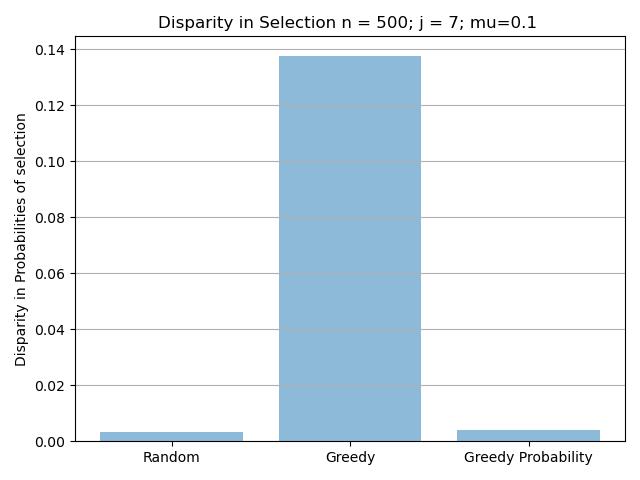 Disparity in Selection n = 500; j = 7; mu=0.1
Disparity in Probabilities of selection
0.14
0.12
0.10
0.08
0.06
0.04
0.02
0.00
Random
Greedy
Greedy Probability